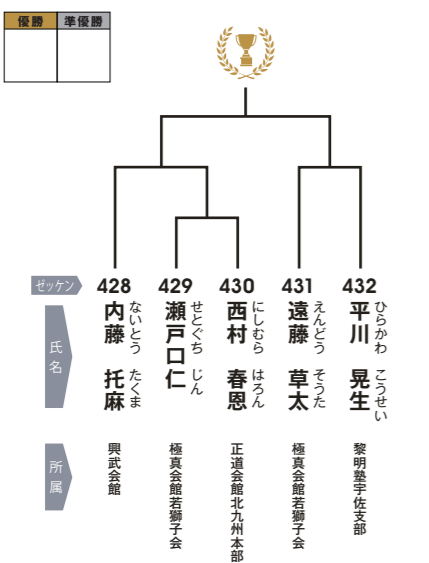 優勝 準優勝
ゼッケン 428 429 430 431 432
氏名
内藤 托麻 ないとう たくま
瀬戸口 仁 せとぐち じん
西村 春恩 にしむら はろん
遠藤 草太 えんどう そうた
平川 晃生 ひらかわ こうせい
所属
興武会館
極真会館若獅子会
正道会館北九州本部
極真会館若獅子会
黎明塾宇佐支部